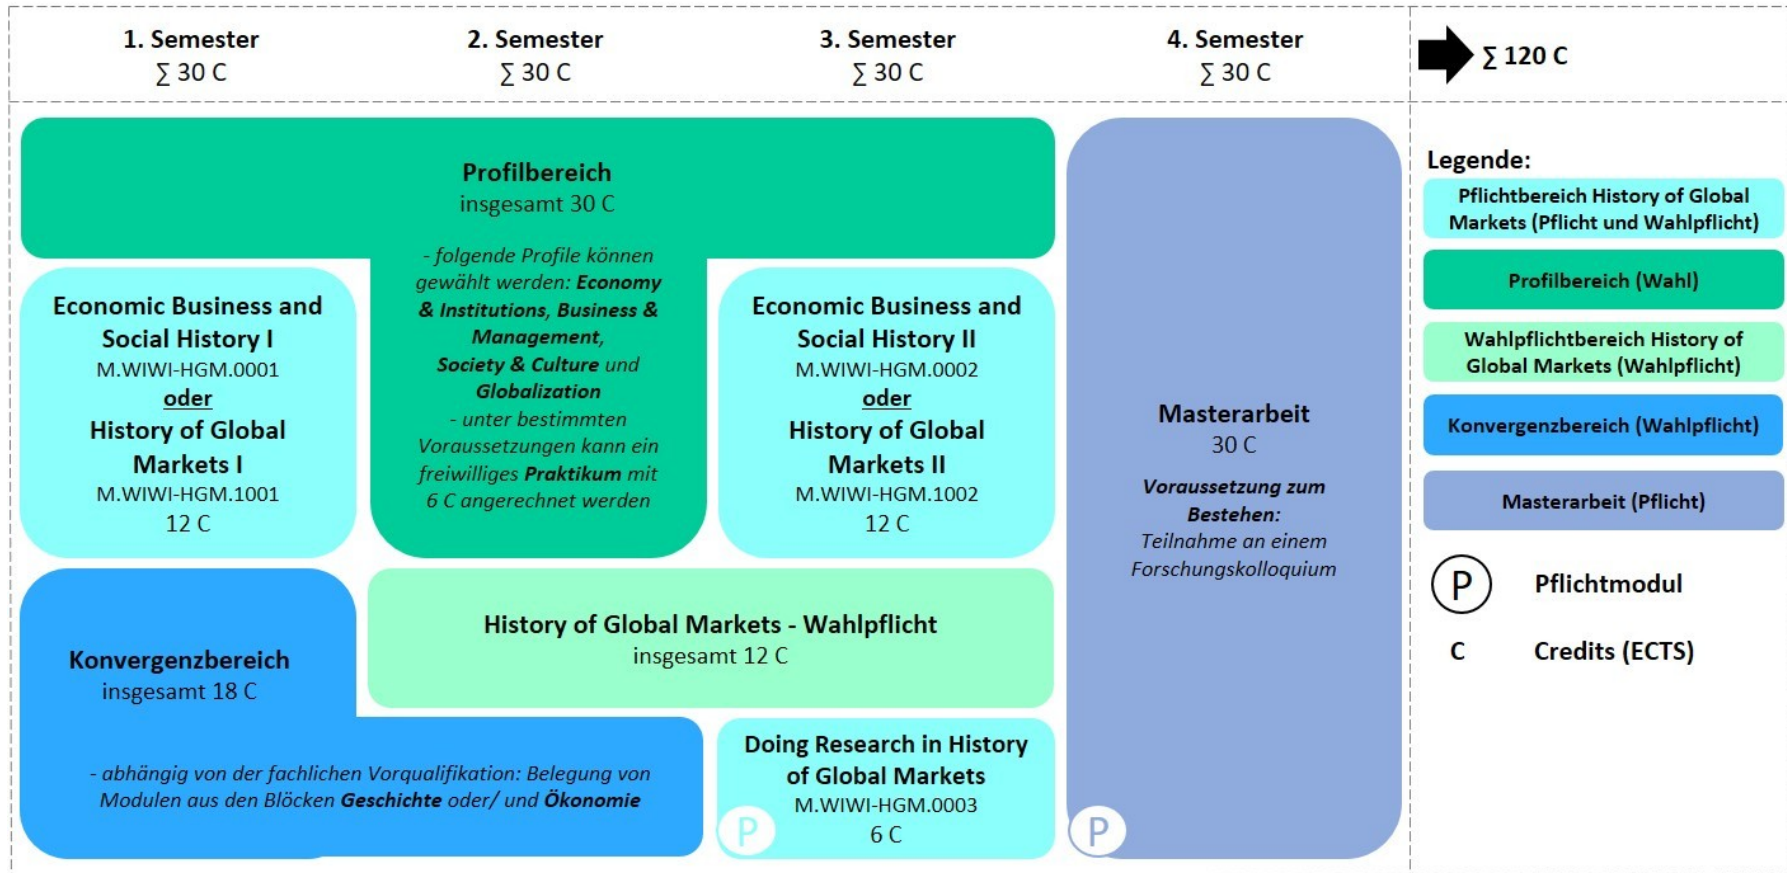 1. Semester
∑ 30 C
2. Semester
∑ 30 C
3. Semester
∑ 30 C
4. Semester
∑ 30 C
∑ 120 C
Profilbereich
insgesamt 30 C
- folgende Profile können
gewählt werden: Economy
& Institutions, Business &
Management,
Society & Culture und
Globalization
- unter bestimmten
Voraussetzungen kann ein
freiwilliges Praktikum mit
6 C angerechnet werden
Economic Business and
Social History I
M.WIWI-HGM.0001
oder
History of Global
Markets I
M.WIWI-HGM.1001
12 C
Economic Business and
Social History II
M.WIWI-HGM.0002
oder
History of Global
Markets II
M.WIWI-HGM.1002
12 C
Konvergenzbereich
insgesamt 18 C
- abhängig von der fachlichen Vorqualifikation: Belegung von
Modulen aus den Blöcken Geschichte oder/ und Ökonomie
History of Global Markets - Wahlpflicht
insgesamt 12 C
Doing Research in History
of Global Markets
M.WIWI-HGM.0003
6 C
P
Masterarbeit
30 C
Voraussetzung zum
Bestehen:
Teilnahme an einem
Forschungskolloquium
P
Legende:
Pflichtbereich History of Global
Markets (Pflicht und Wahlpflicht)
Profilbereich (Wahl)
Wahlpflichtbereich History of
Global Markets (Wahlpflicht)
Konvergenzbereich (Wahlpflicht)
Masterarbeit (Pflicht)
P Pflichtmodul
C Credits (ECTS)